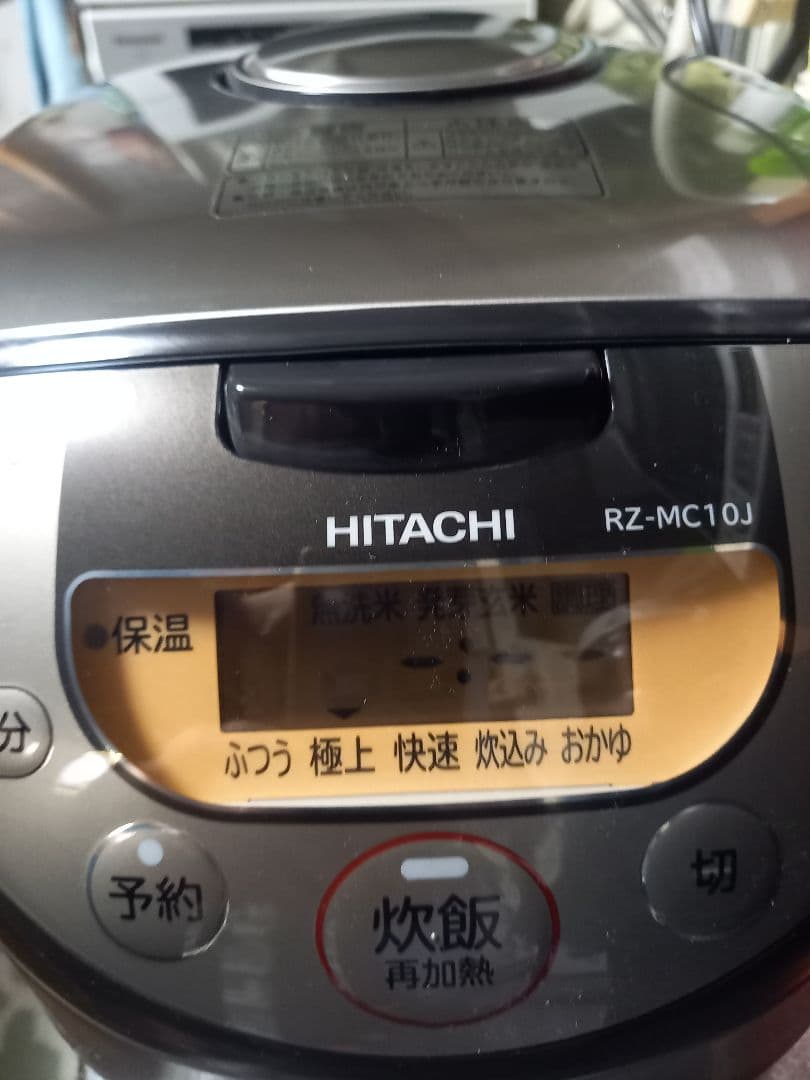 HITACHI
RZ-MC10J
保温
無洗米 発芽玄米 調理
分
ふつう 極上 快速 炊込み おかゆ
予約
炊飯
再加熱
切